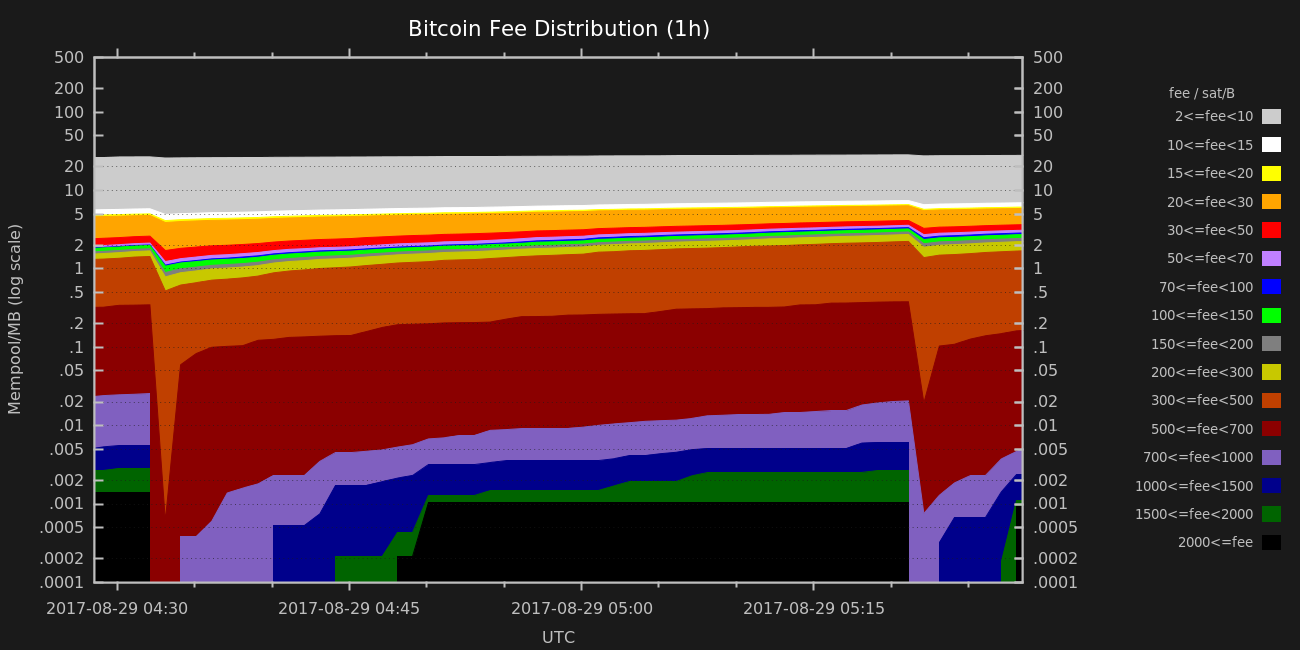 Bitcoin Fee Distribution (1h)
Mempool/MB (log scale)
500
200
100
50
20
10
5
2
1
.5
.2
.1
.05
.02
.01
.005
.002
.001
.0005
.0002
.0001
500
200
100
50
20
10
5
2
1
.5
.2
.1
.05
.02
.01
.005
.002
.001
.0005
.0002
.0001
2017-08-29 04:30 2017-08-29 04:45 2017-08-29 05:00 2017-08-29 05:15
UTC
fee / sat/B
2<=fee<10
10<=fee<15
15<=fee<20
20<=fee<30
30<=fee<50
50<=fee<70
70<=fee<100
100<=fee<150
150<=fee<200
200<=fee<300
300<=fee<500
500<=fee<700
700<=fee<1000
1000<=fee<1500
1500<=fee<2000
2000<=fee